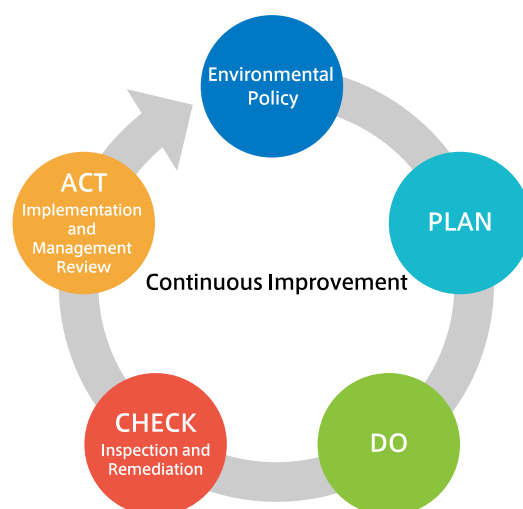 Environmental
Policy
PLAN
DO
CHECK
Inspection and
Remediation
ACT
Implementation
and
Management
Review
Continuous Improvement